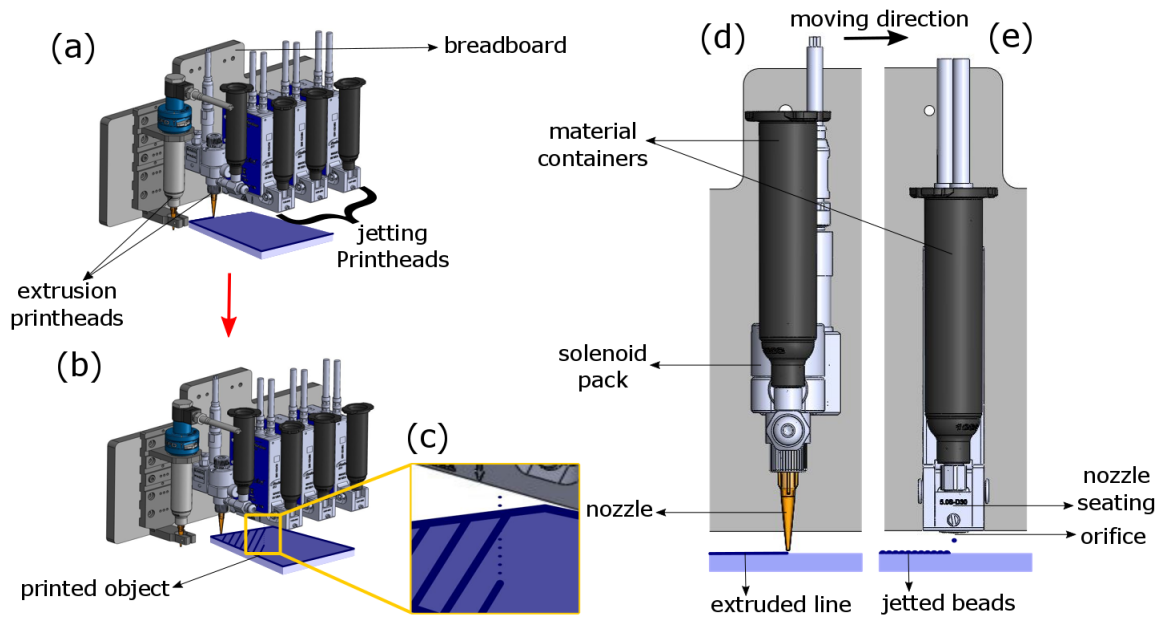 (a)
breadboard
jetting
Printheads
extrusion
printheads
(b)
(c)
printed object
(d)
moving direction
(e)
material
containers
solenoid
pack
nozzle
nozzle
seating
orifice
extruded line
jetted beads